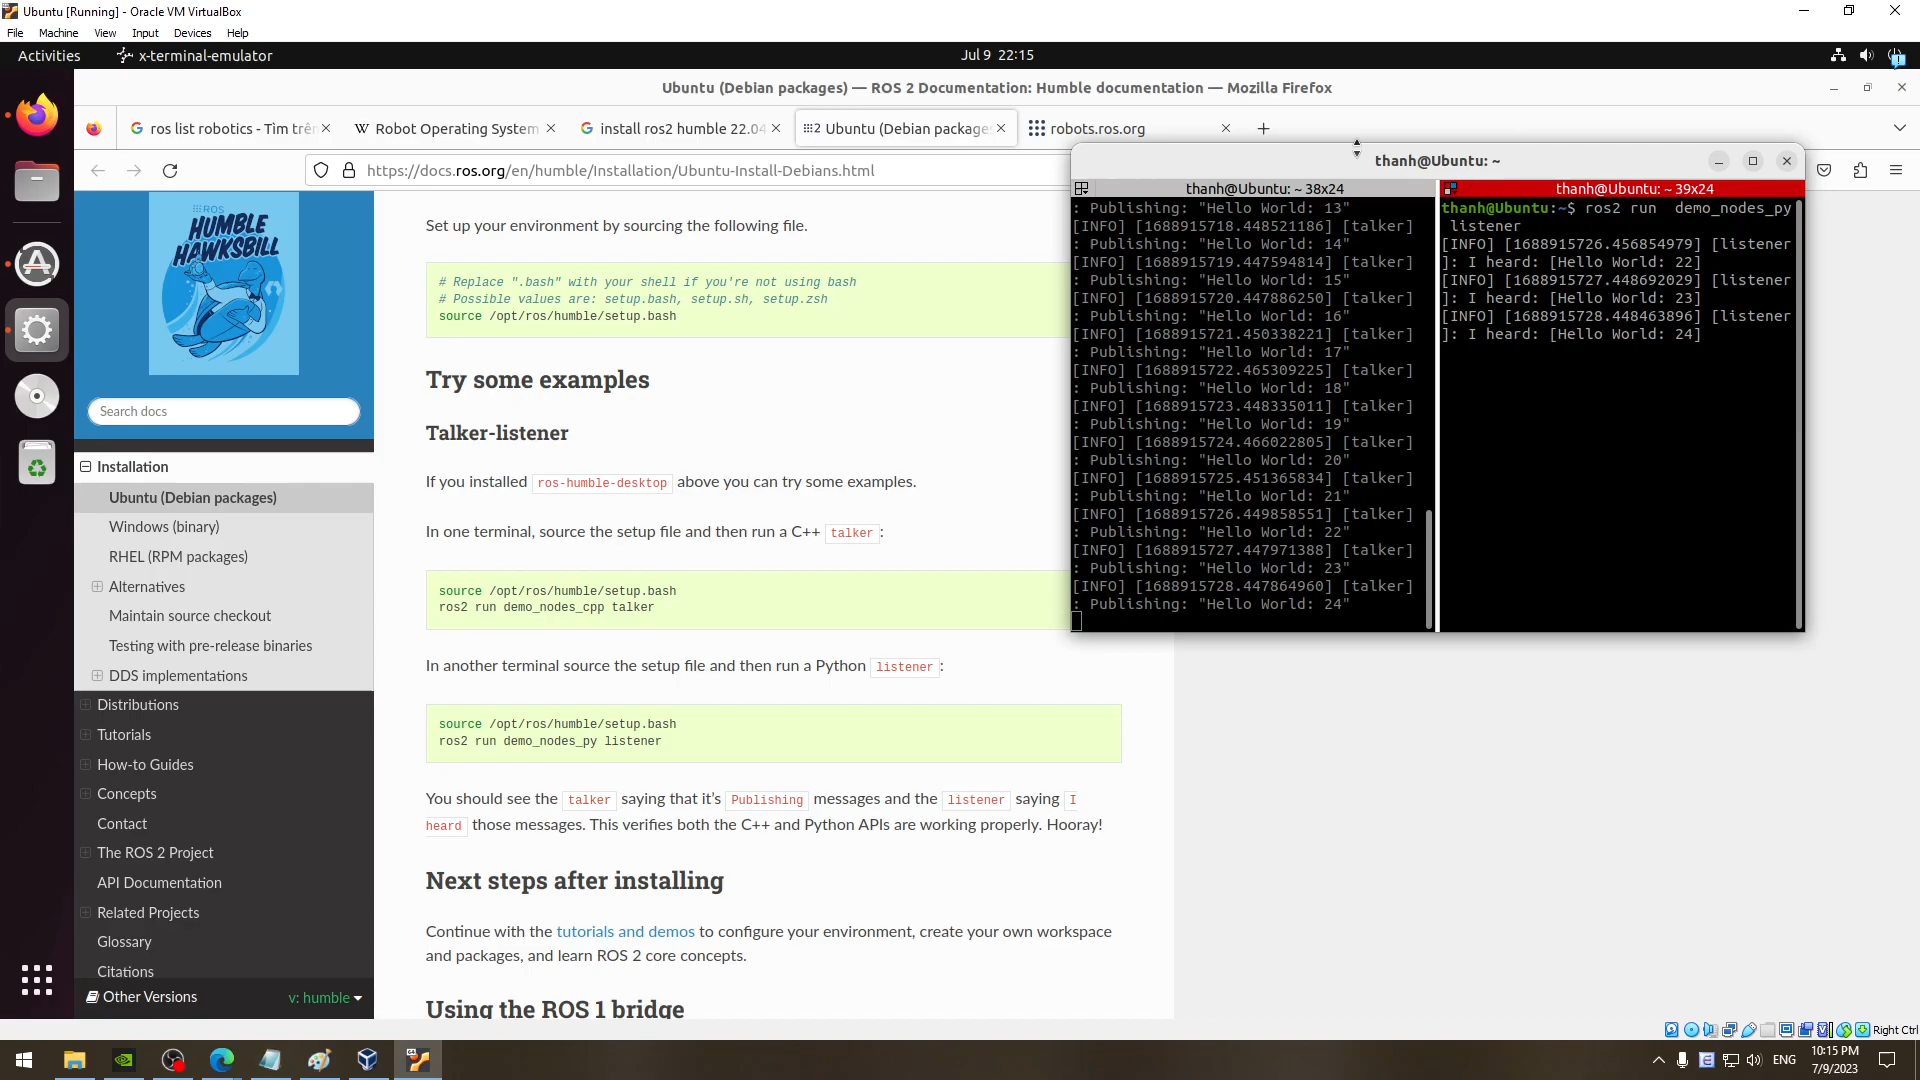 Ubuntu [Running] - Oracle VM VirtualBox
File Machine View Input Devices Help
Activities x-terminal-emulator Jul 9 22:15
Ubuntu (Debian packages) — ROS 2 Documentation: Humble documentation — Mozilla Firefox
ros list robotics - Tìm trên
Robot Operating System
install ros2 humble 22.04
Ubuntu (Debian package
robots.ros.org
https://docs.ros.org/en/humble/Installation/Ubuntu-Install-Debians.html
ROS
HUMBLE
HAWKSBILL
Search docs
Installation
Ubuntu (Debian packages)
Windows (binary)
RHEL (RPM packages)
Alternatives
Maintain source checkout
Testing with pre-release binaries
DDS implementations
Distributions
Tutorials
How-to Guides
Concepts
Contact
The ROS 2 Project
API Documentation
Related Projects
Glossary
Citations
Other Versions v: humble
Set up your environment by sourcing the following file.
# Replace ".bash" with your shell if you're not using bash
# Possible values are: setup.bash, setup.sh, setup.zsh
source /opt/ros/humble/setup.bash
Try some examples
Talker-listener
If you installed ros-humble-desktop above you can try some examples.
In one terminal, source the setup file and then run a C++ talker:
source /opt/ros/humble/setup.bash
ros2 run demo_nodes_cpp talker
In another terminal source the setup file and then run a Python listener:
source /opt/ros/humble/setup.bash
ros2 run demo_nodes_py listener
You should see the talker saying that it’s Publishing messages and the listener saying I
heard those messages. This verifies both the C++ and Python APIs are working properly. Hooray!
Next steps after installing
Continue with the tutorials and demos to configure your environment, create your own workspace
and packages, and learn ROS 2 core concepts.
Using the ROS 1 bridge
thanh@Ubuntu: ~
thanh@Ubuntu: ~ 38x24
: Publishing: "Hello World: 13"
[INFO] [1688915718.448521186] [talker]
: Publishing: "Hello World: 14"
[INFO] [1688915719.447594814] [talker]
: Publishing: "Hello World: 15"
[INFO] [1688915720.447886250] [talker]
: Publishing: "Hello World: 16"
[INFO] [1688915721.450338221] [talker]
: Publishing: "Hello World: 17"
[INFO] [1688915722.465309225] [talker]
: Publishing: "Hello World: 18"
[INFO] [1688915723.448335011] [talker]
: Publishing: "Hello World: 19"
[INFO] [1688915724.466022805] [talker]
: Publishing: "Hello World: 20"
[INFO] [1688915725.451365834] [talker]
: Publishing: "Hello World: 21"
[INFO] [1688915726.449858551] [talker]
: Publishing: "Hello World: 22"
[INFO] [1688915727.447971388] [talker]
: Publishing: "Hello World: 23"
[INFO] [1688915728.447864960] [talker]
: Publishing: "Hello World: 24"
thanh@Ubuntu: ~ 39x24
thanh@Ubuntu:~$ ros2 run  demo_nodes_py
listener
[INFO] [1688915726.456854979] [listener
]: I heard: [Hello World: 22]
[INFO] [1688915727.448692029] [listener
]: I heard: [Hello World: 23]
[INFO] [1688915728.448463896] [listener
]: I heard: [Hello World: 24]
Right Ctrl
ENG
10:15 PM
7/9/2023